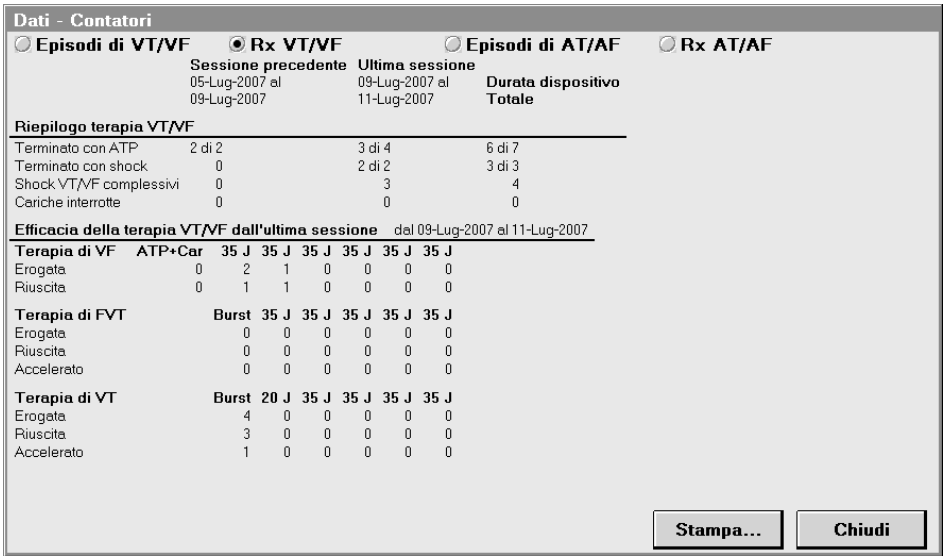 Dati - Contatori
Episodi di VT/VF Rx VT/VF Episodi di AT/AF Rx AT/AF
Sessione precedente Ultima sessione
05-Lug-2007 al 09-Lug-2007 al Durata dispositivo
09-Lug-2007 11-Lug-2007 Totale
Riepilogo terapia VT/VF
Terminato con ATP 2 di 2 3 di 4 6 di 7
Terminato con shock 0 2 di 2 3 di 3
Shock VT/VF complessivi 0 3 4
Cariche interrotte 0 0 0
Efficacia della terapia VT/VF dall'ultima sessione dal 09-Lug-2007 al 11-Lug-2007
Terapia di VF ATP+Car 35 J 35 J 35 J 35 J 35 J 35 J
Erogata 0 2 1 0 0 0 0
Riuscita 0 1 1 0 0 0 0
Terapia di FVT Burst 35 J 35 J 35 J 35 J 35 J
Erogata 0 0 0 0 0 0
Riuscita 0 0 0 0 0 0
Accelerato 0 0 0 0 0 0
Terapia di VT Burst 20 J 35 J 35 J 35 J 35 J
Erogata 4 0 0 0 0 0
Riuscita 3 0 0 0 0 0
Accelerato 1 0 0 0 0 0
Stampa... Chiudi